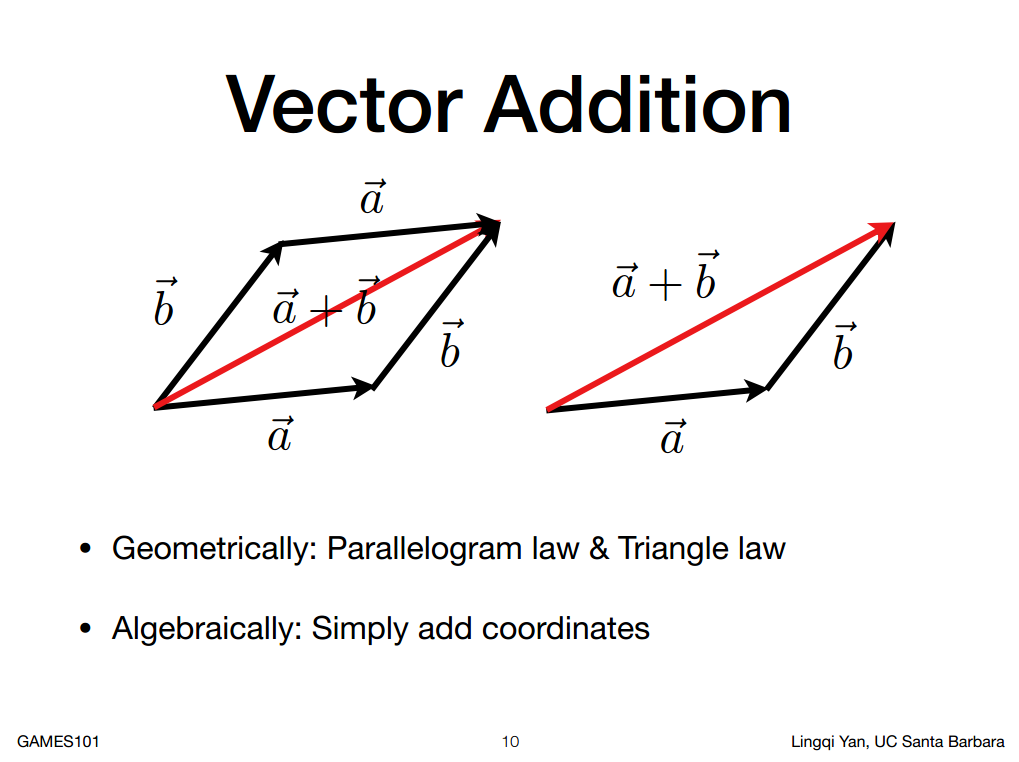 Vector Addition
$\vec{a}$
$\vec{b}$
$\vec{a} + \vec{b}$
$\vec{b}$
$\vec{a}$
$\vec{a} + \vec{b}$
$\vec{b}$
$\vec{a}$
• Geometrically: Parallelogram law & Triangle law
• Algebraically: Simply add coordinates
GAMES101
10
Lingqi Yan, UC Santa Barbara